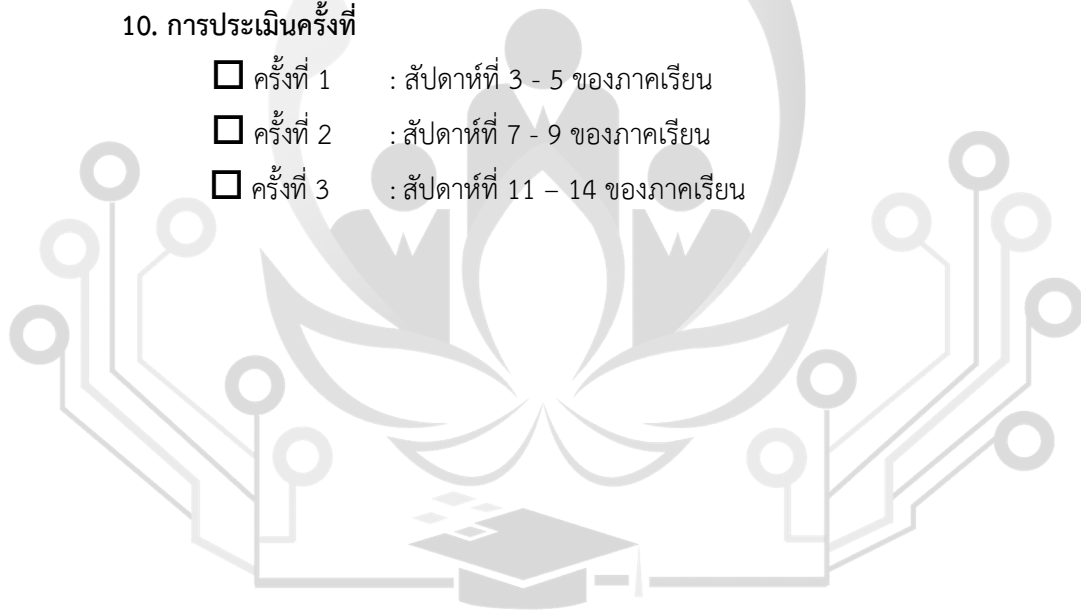 10. การประเมินครั้งที่
☐ ครั้งที่ 1 : สัปดาห์ที่ 3 - 5 ของภาคเรียน
☐ ครั้งที่ 2 : สัปดาห์ที่ 7 - 9 ของภาคเรียน
☐ ครั้งที่ 3 : สัปดาห์ที่ 11 – 14 ของภาคเรียน